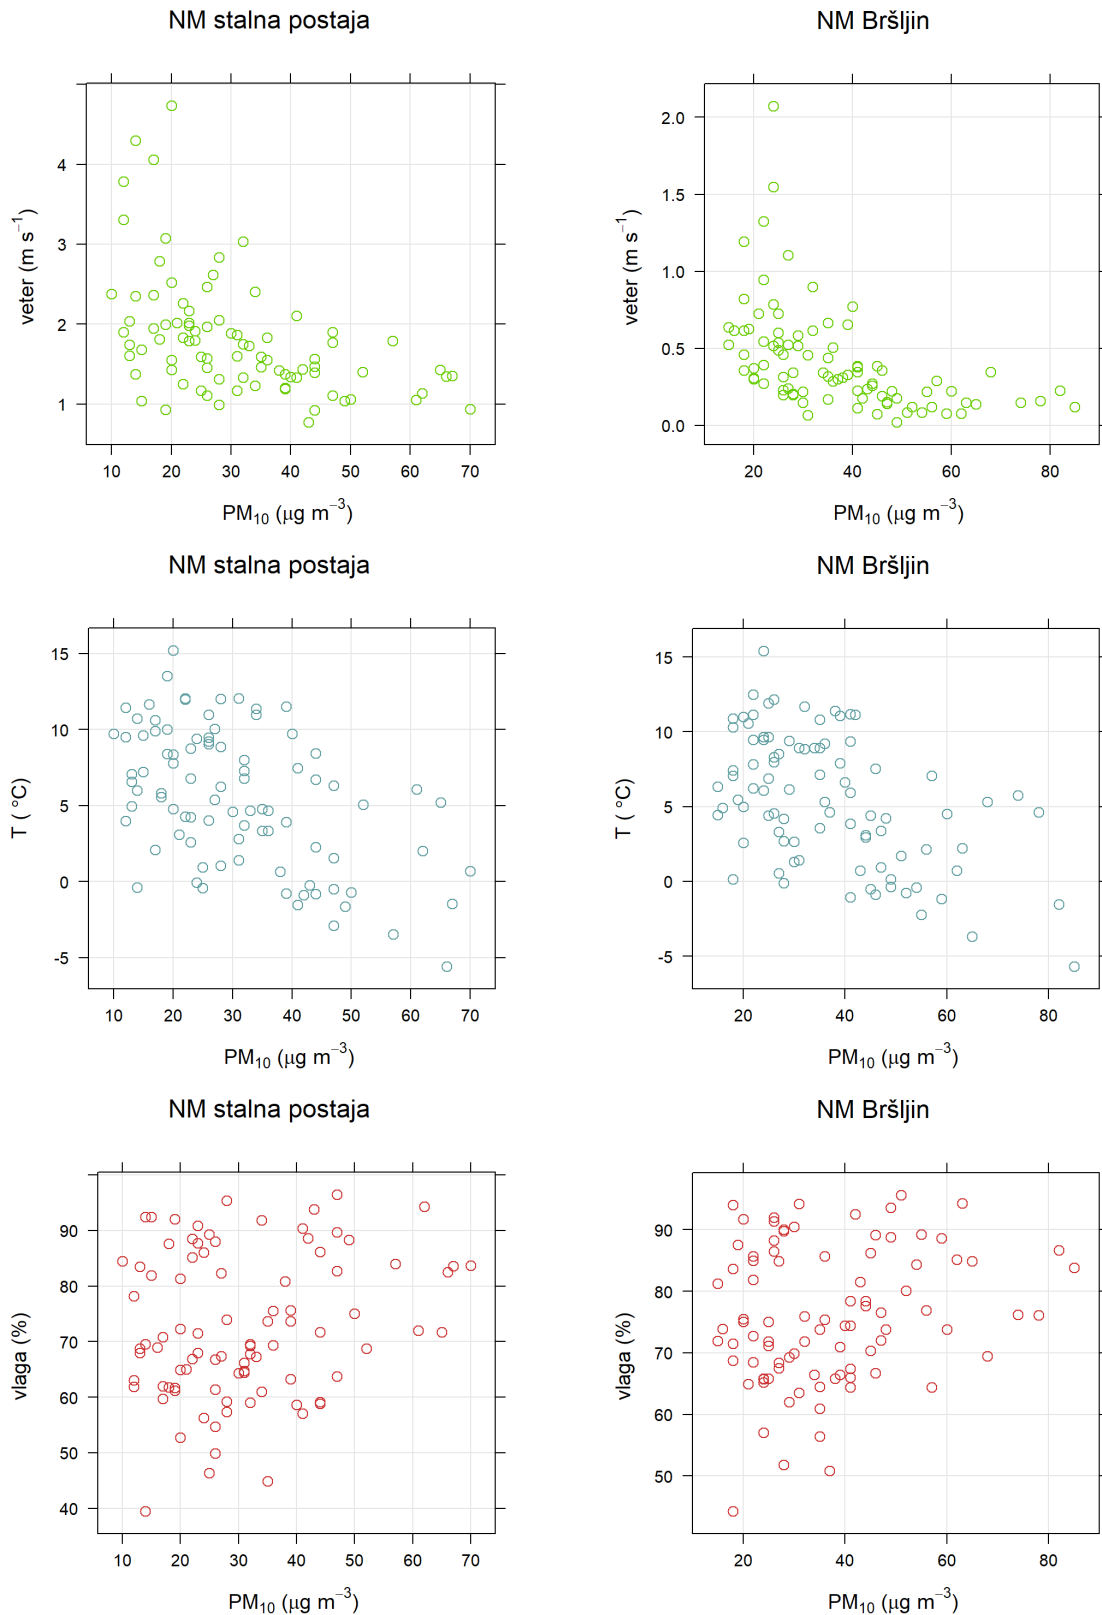 NM stalna postaja
NM Bršljin
veter (m s⁻¹)
4
3
2
1
10 20 30 40 50 60 70
PM₁₀ (μg m⁻³)
veter (m s⁻¹)
2.0
1.5
1.0
0.5
0.0
20 40 60 80
PM₁₀ (μg m⁻³)
NM stalna postaja
NM Bršljin
T ( °C)
15
10
5
0
-5
10 20 30 40 50 60 70
PM₁₀ (μg m⁻³)
T ( °C)
15
10
5
0
-5
20 40 60 80
PM₁₀ (μg m⁻³)
NM stalna postaja
NM Bršljin
vlaga (%)
90
80
70
60
50
40
10 20 30 40 50 60 70
PM₁₀ (μg m⁻³)
vlaga (%)
90
80
70
60
50
20 40 60 80
PM₁₀ (μg m⁻³)